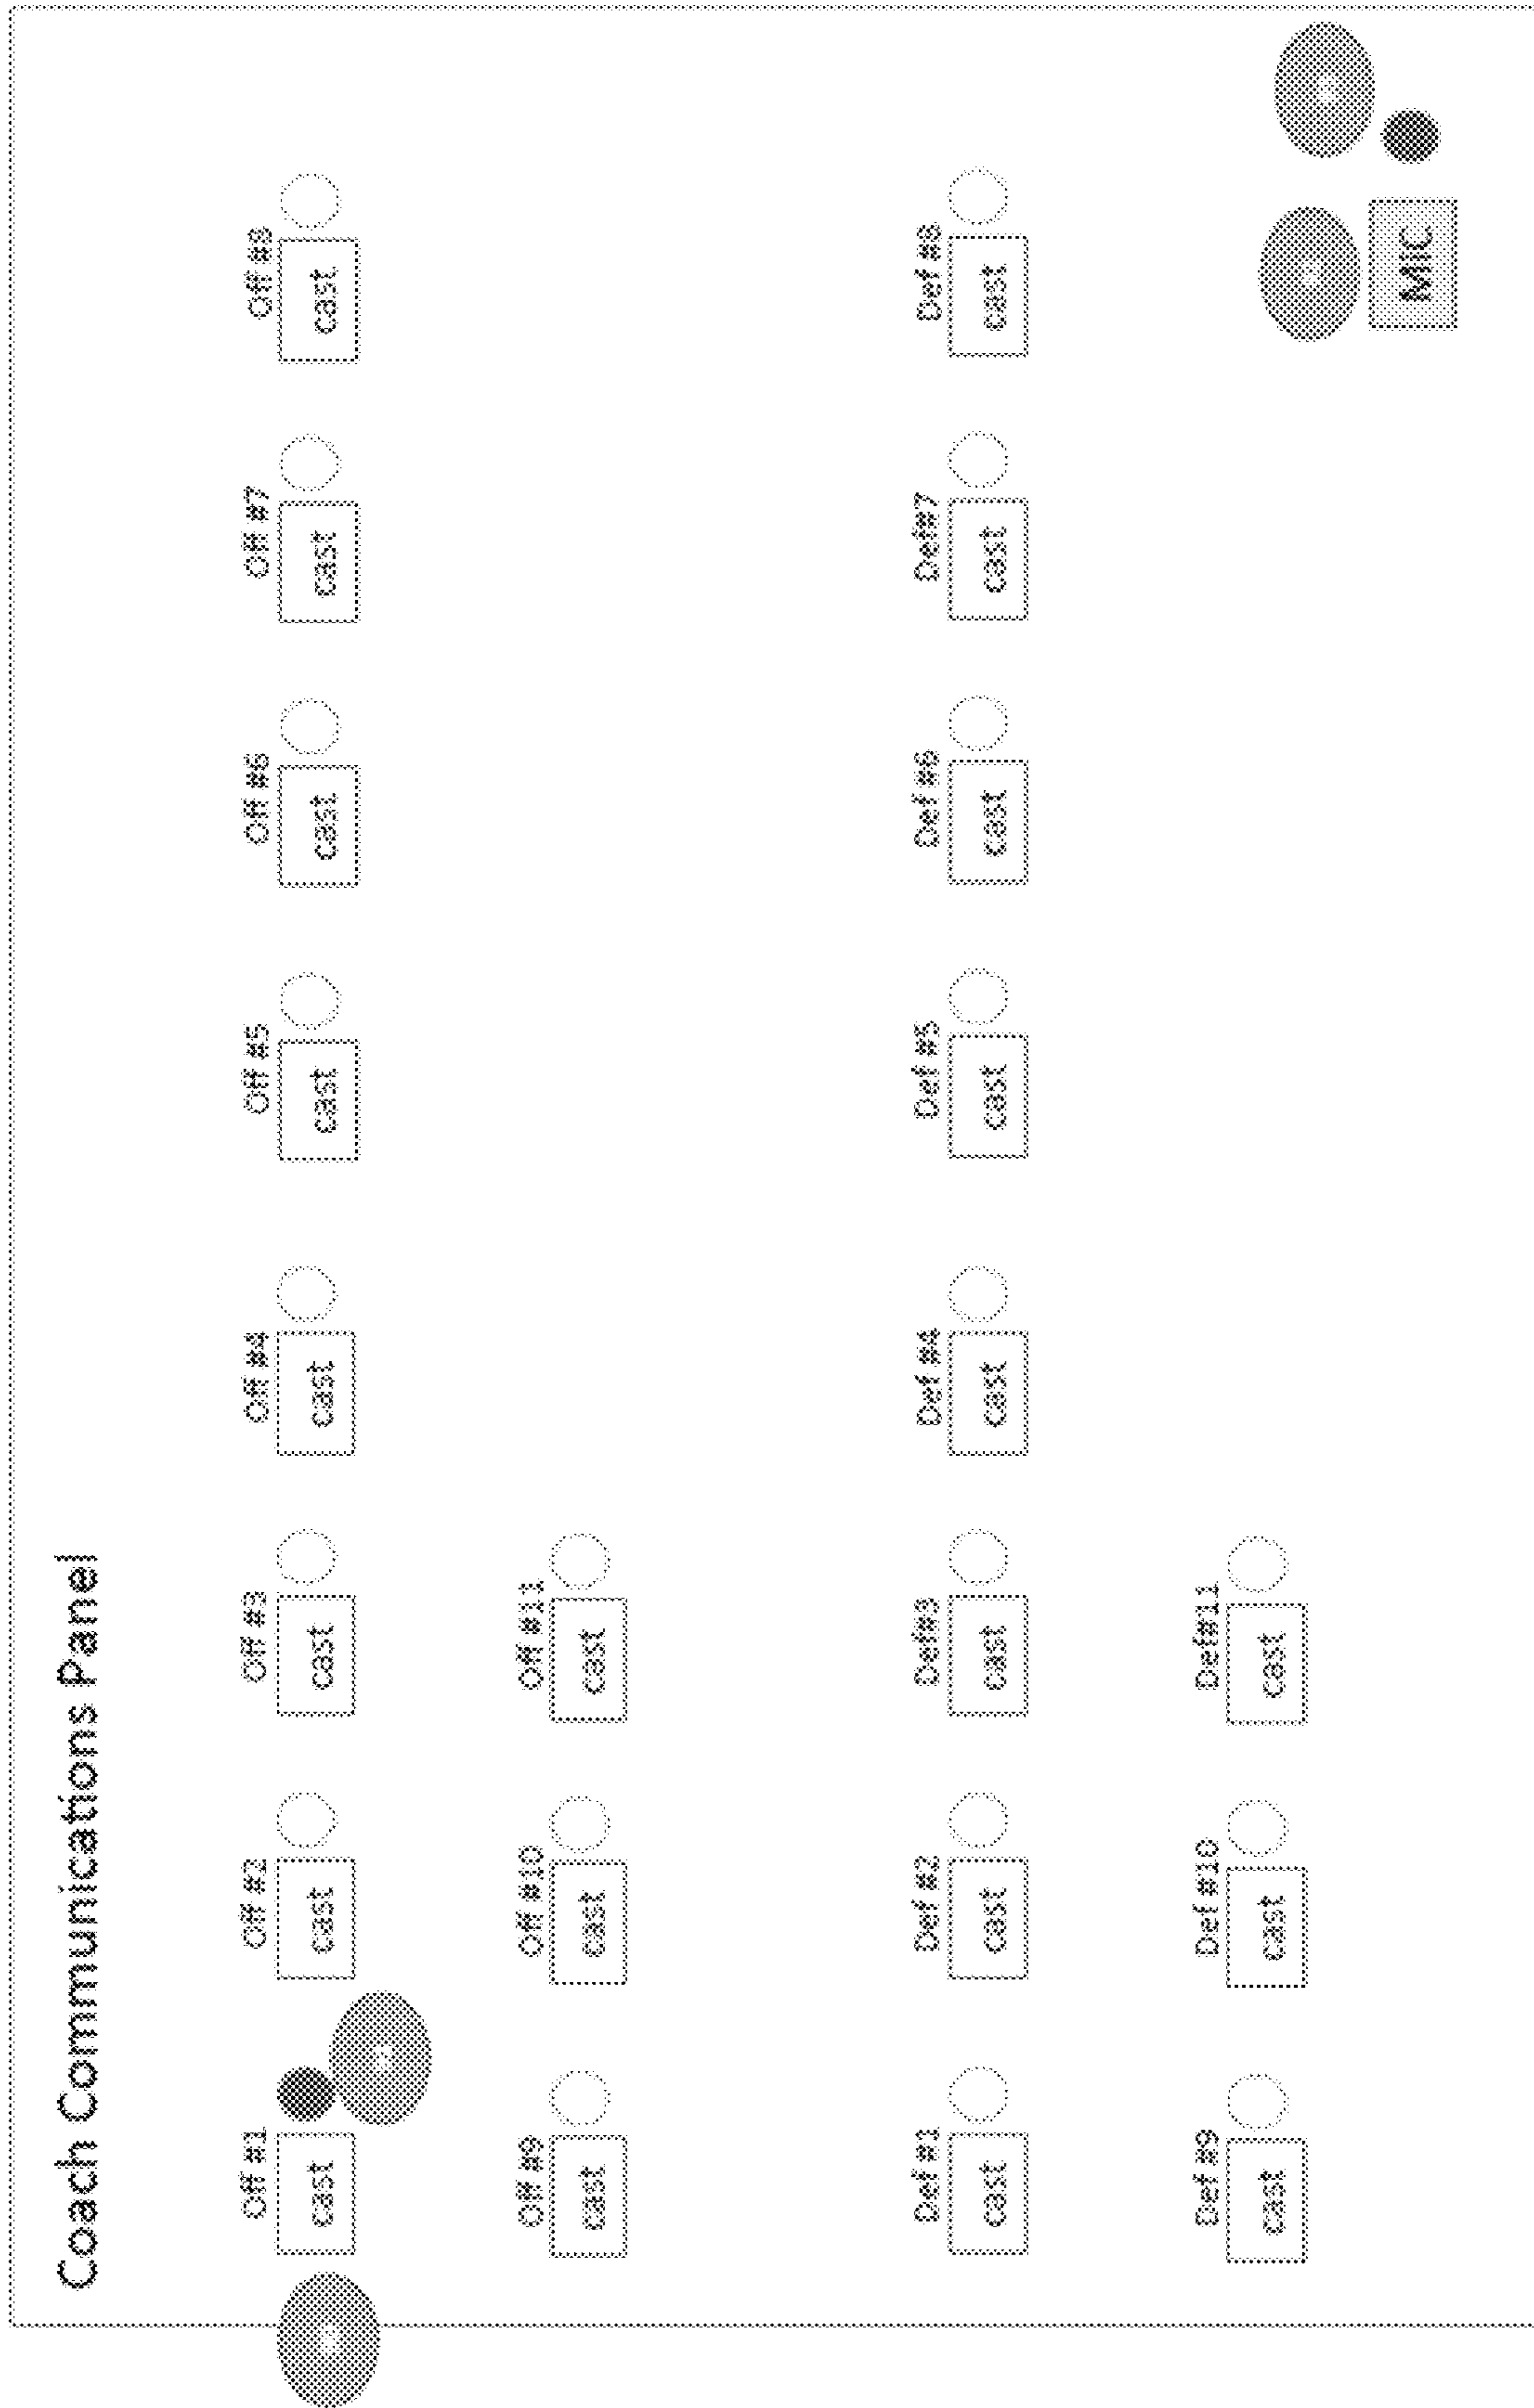 Coach Communications Panel
Off #1 Off #2 Off #3 Off #4 Off #5 Off #6 Off #7 Off #8
cast cast cast cast cast cast cast cast
Off #9 Off #10 Off #11
cast cast cast
Def #1 Def #2 Def#3 Def #4 Def #5 Def #6 Def#7 Def #8
cast cast cast cast cast cast cast cast
Def #9 Def #10 Def#11
cast cast cast
MIC